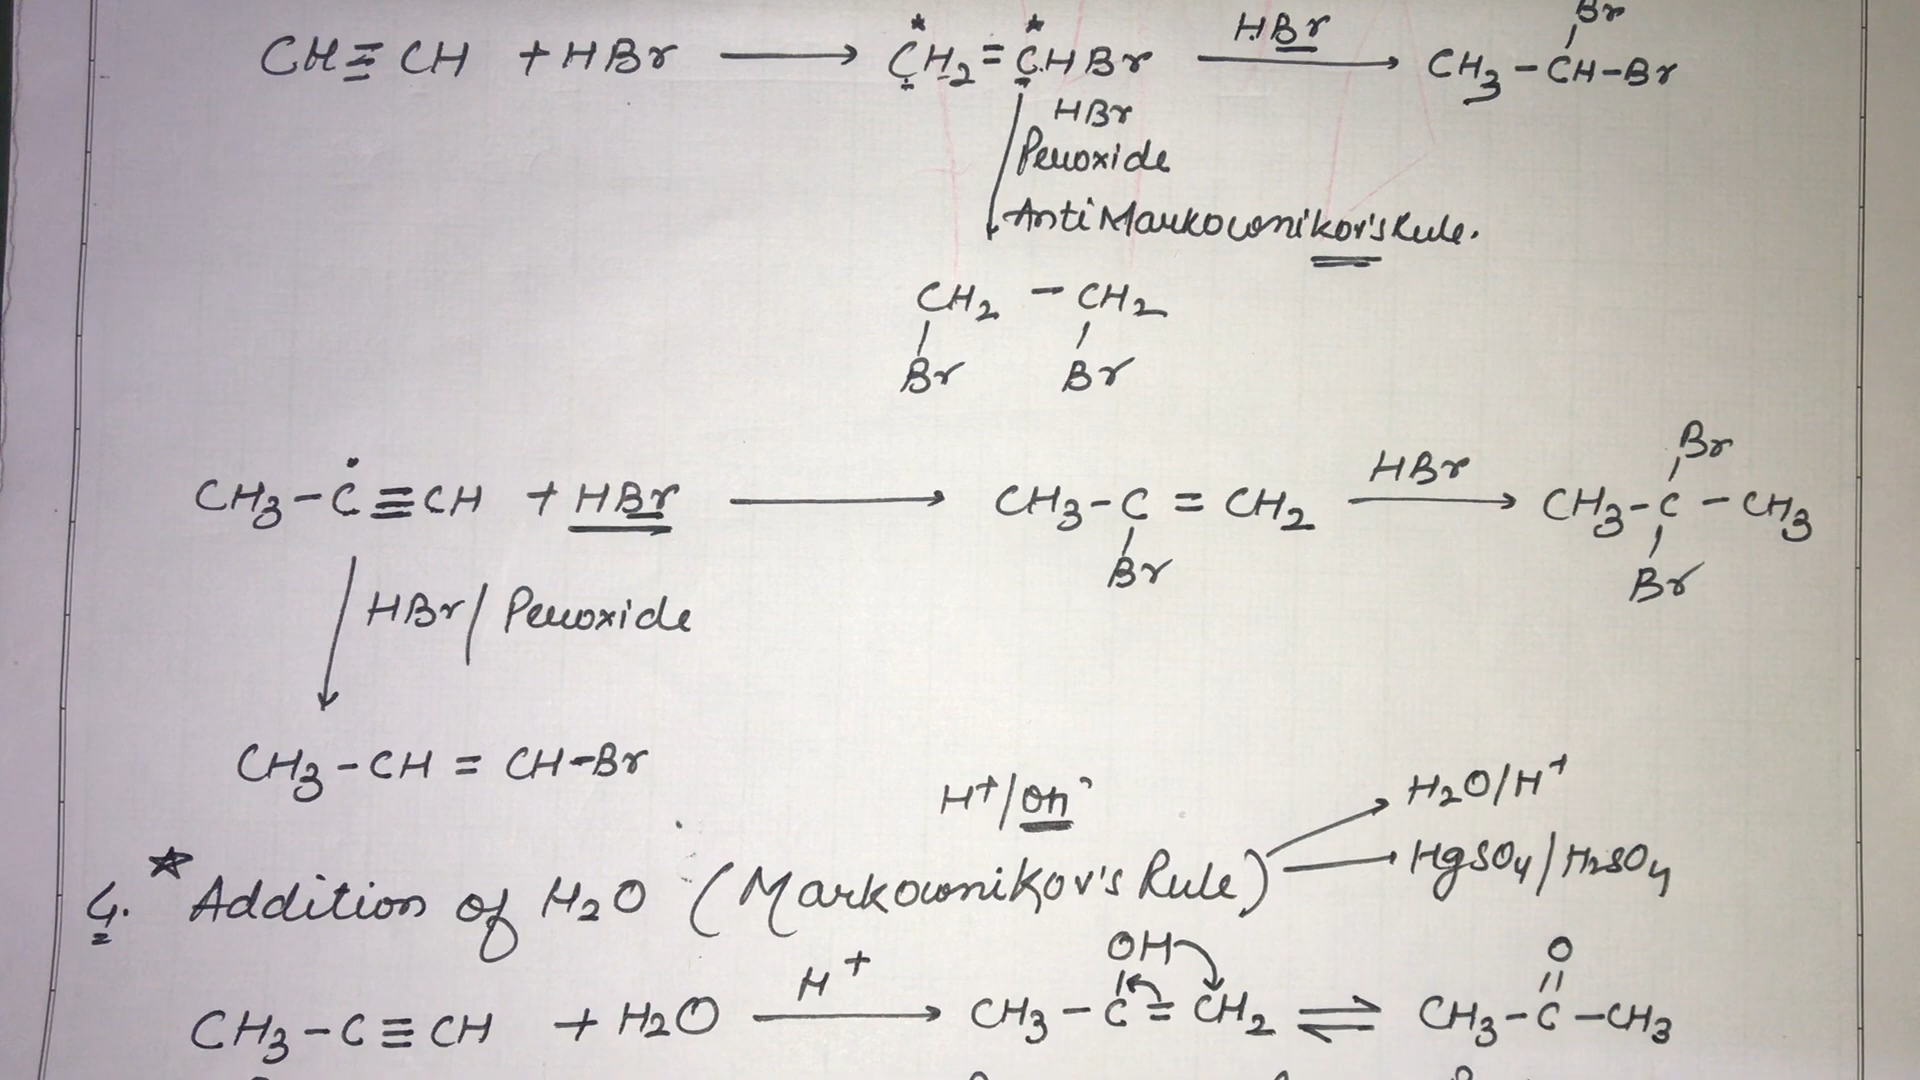 Br
CH≡CH + HBr ⟶ *CH₂=*CHBr —HBr→ CH₃-CH-Br
HBr
Peroxide
Anti Markownikov's Rule.
CH₂ - CH₂
Br Br
Br
CH₃-C≡CH + HBr ⟶ CH₃-C=CH₂ —HBr→ CH₃-C-CH₃
Br Br
HBr/Peroxide
CH₃-CH=CH-Br
H⁺/OH⁻ H₂O/H⁺
4. * Addition of H₂O (Markownikov's Rule) HgSO₄/H₂SO₄
OH O
CH₃-C≡CH + H₂O —H⁺→ CH₃-C=CH₂ ⇌ CH₃-C-CH₃